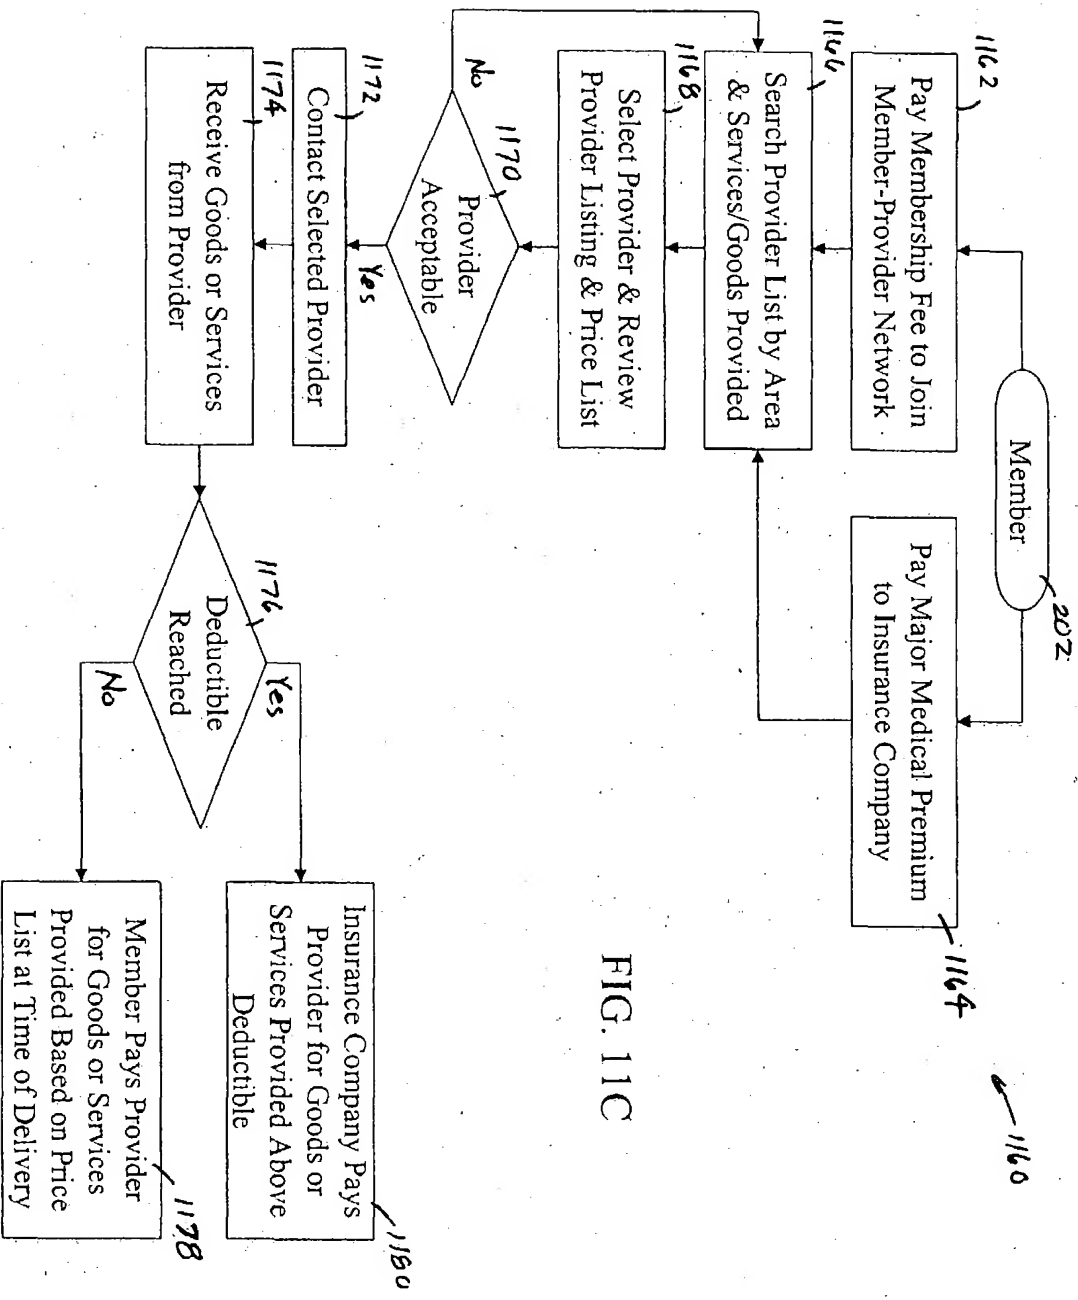 Member
202
1162
Pay Membership Fee to Join
Member-Provider Network
Pay Major Medical Premium
to Insurance Company
1164
1160
1166
Search Provider List by Area
& Services/Goods Provided
1168
Select Provider & Review
Provider Listing & Price List
1170
Provider
Acceptable
No
Yes
1172
Contact Selected Provider
1174
Receive Goods or Services
from Provider
1176
Deductible
Reached
Yes
No
Insurance Company Pays
Provider for Goods or
Services Provided Above
Deductible
1180
Member Pays Provider
for Goods or Services
Provided Based on Price
List at Time of Delivery
1178
FIG. 11C